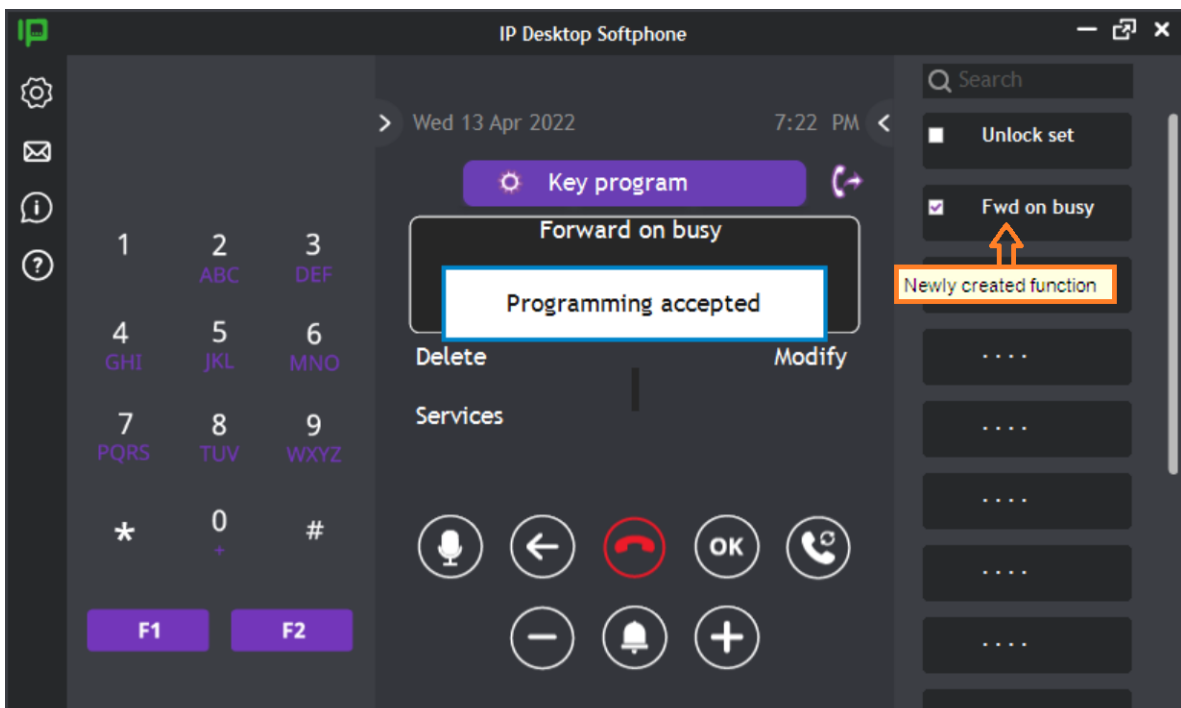 IP
IP Desktop Softphone
Search
Wed 13 Apr 2022
7:22 PM
Unlock set
Key program
Fwd on busy
Forward on busy
Newly created function
Programming accepted
Delete
Modify
Services
1
2
ABC
3
DEF
4
GHI
5
JKL
6
MNO
7
PQRS
8
TUV
9
WXYZ
*
0
+
#
F1
F2
OK
. . . .
. . . .
. . . .
. . . .
. . . .